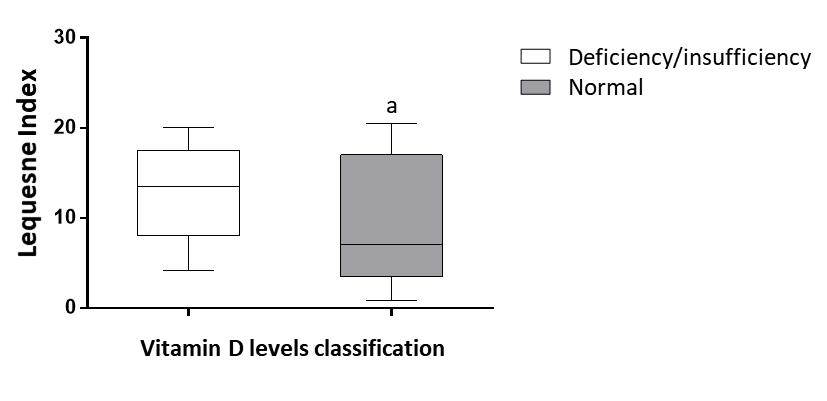 30
20
10
0
Lequesne Index
a
Vitamin D levels classification
Deficiency/insufficiency
Normal